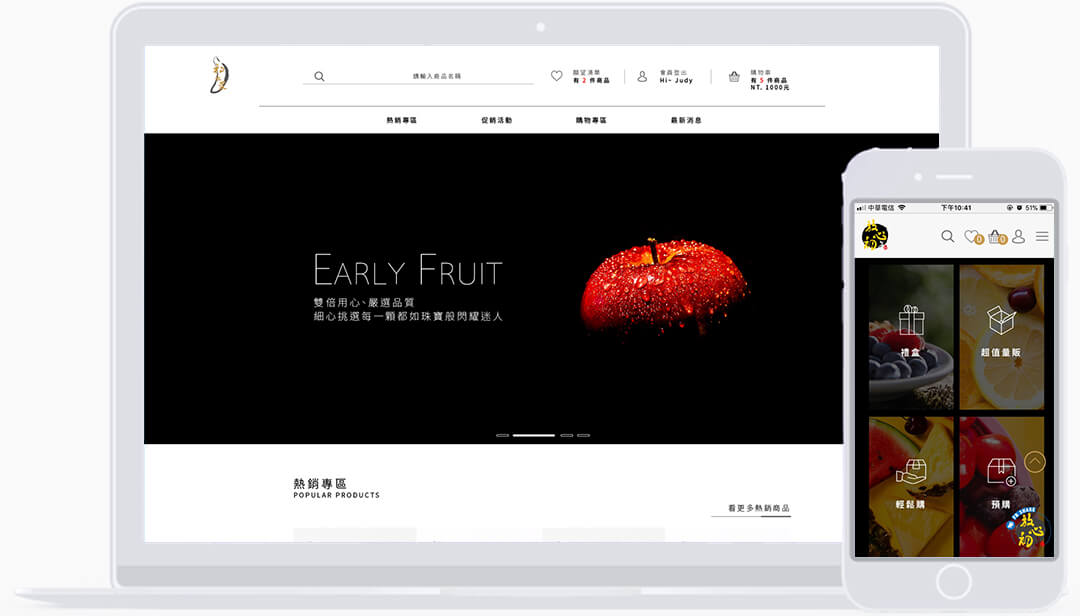 請輸入商品名稱
願望清單
有 2 件商品
會員登出
Hi~ Judy
購物車
有 5 件商品
NT. 1000元
熱銷專區
促銷活動
購物專區
最新消息
EARLY FRUIT
雙倍用心、嚴選品質
細心挑選每一顆都如珠寶般閃耀迷人
熱銷專區
POPULAR PRODUCTS
看更多熱銷商品
中華電信
下午10:41
51%
放心初
0
0
禮盒
超值量販
輕鬆購
預購
放心初